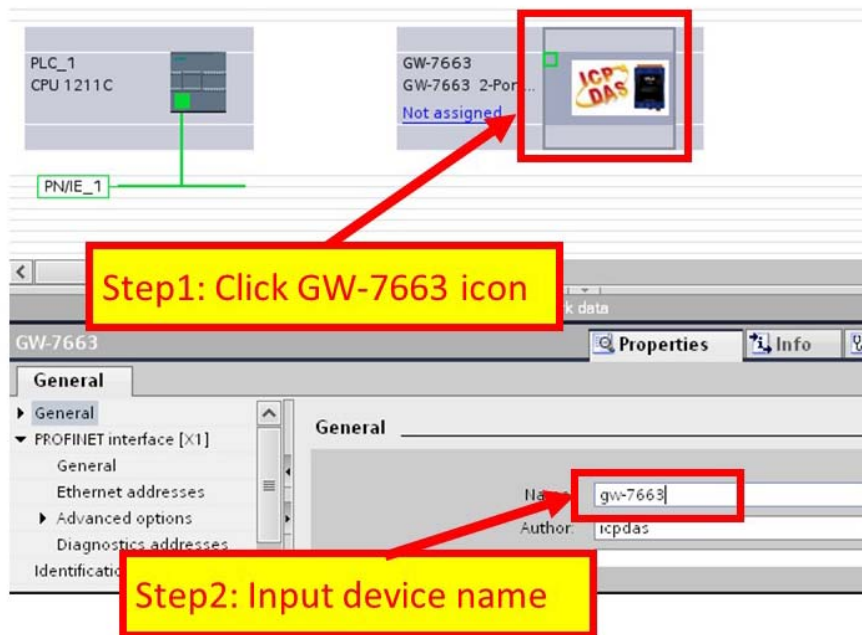 PLC_1
CPU 1211C
GW-7663
GW-7663 2-Por...
Not assigned
ICP
DAS
PN/IE_1
Step1: Click GW-7663 icon
data
GW-7663
Properties
Info
General
General
PROFINET interface [X1]
General
Ethernet addresses
Advanced options
Diagnostics addresses
General
gw-7663
Author:
icpdas
Step2: Input device name